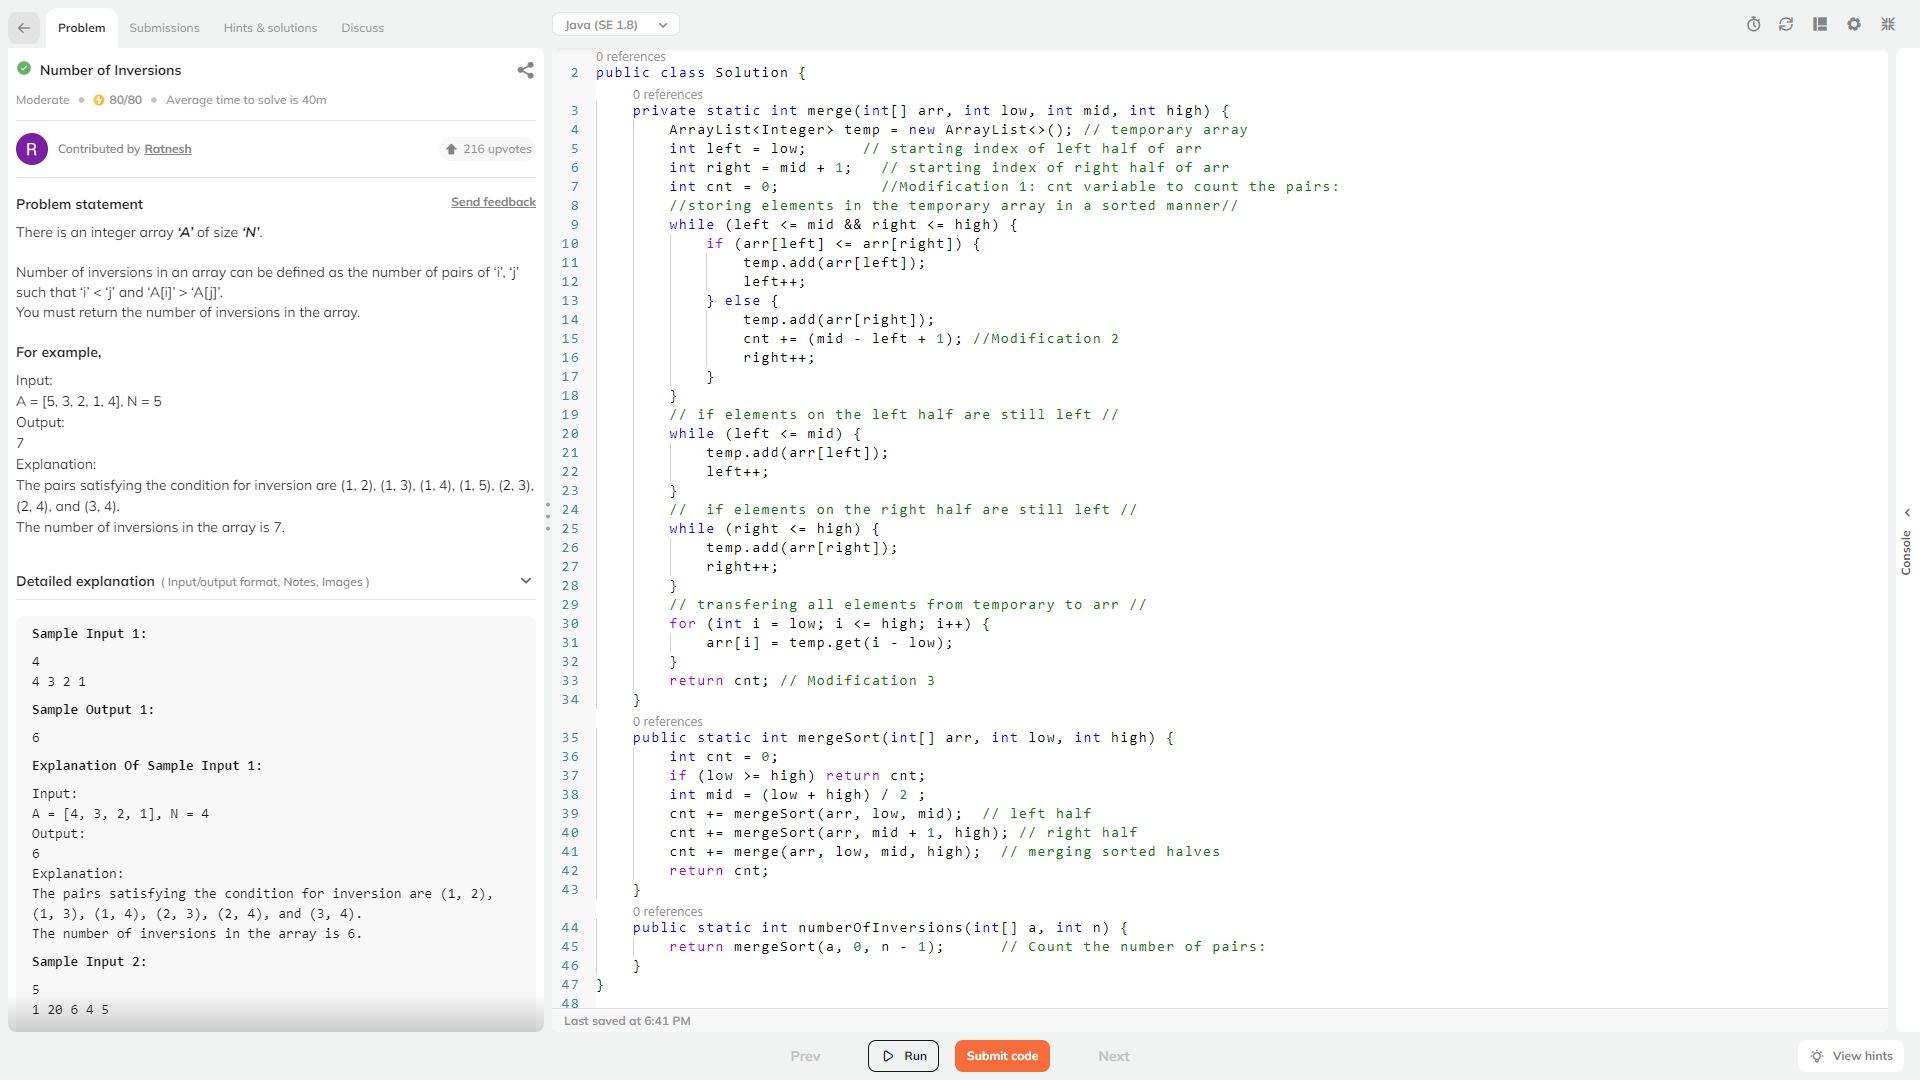 Problem
Submissions
Hints & solutions
Discuss
Number of Inversions
Moderate • 80/80 • Average time to solve is 40m
R
Contributed by Ratnesh
216 upvotes
Problem statement
Send feedback
There is an integer array ‘A’ of size ‘N’.
Number of inversions in an array can be defined as the number of pairs of ‘i’, ‘j’
such that ‘i’ < ‘j’ and ‘A[i]’ > ‘A[j]’.
You must return the number of inversions in the array.
For example,
Input:
A = [5, 3, 2, 1, 4], N = 5
Output:
7
Explanation:
The pairs satisfying the condition for inversion are (1, 2), (1, 3), (1, 4), (1, 5), (2, 3),
(2, 4), and (3, 4).
The number of inversions in the array is 7.
Detailed explanation ( Input/output format, Notes, Images )
Sample Input 1:
4
4 3 2 1
Sample Output 1:
6
Explanation Of Sample Input 1:
Input:
A = [4, 3, 2, 1], N = 4
Output:
6
Explanation:
The pairs satisfying the condition for inversion are (1, 2),
(1, 3), (1, 4), (2, 3), (2, 4), and (3, 4).
The number of inversions in the array is 6.
Sample Input 2:
5
1 20 6 4 5
Java (SE 1.8)
0 references
2 public class Solution {
0 references
3 private static int merge(int[] arr, int low, int mid, int high) {
4 ArrayList<Integer> temp = new ArrayList<>(); // temporary array
5 int left = low; // starting index of left half of arr
6 int right = mid + 1; // starting index of right half of arr
7 int cnt = 0; //Modification 1: cnt variable to count the pairs:
8 //storing elements in the temporary array in a sorted manner//
9 while (left <= mid && right <= high) {
10 if (arr[left] <= arr[right]) {
11 temp.add(arr[left]);
12 left++;
13 } else {
14 temp.add(arr[right]);
15 cnt += (mid - left + 1); //Modification 2
16 right++;
17 }
18 }
19 // if elements on the left half are still left //
20 while (left <= mid) {
21 temp.add(arr[left]);
22 left++;
23 }
24 //  if elements on the right half are still left //
25 while (right <= high) {
26 temp.add(arr[right]);
27 right++;
28 }
29 // transfering all elements from temporary to arr //
30 for (int i = low; i <= high; i++) {
31 arr[i] = temp.get(i - low);
32 }
33 return cnt; // Modification 3
34 }
0 references
35 public static int mergeSort(int[] arr, int low, int high) {
36 int cnt = 0;
37 if (low >= high) return cnt;
38 int mid = (low + high) / 2 ;
39 cnt += mergeSort(arr, low, mid);  // left half
40 cnt += mergeSort(arr, mid + 1, high); // right half
41 cnt += merge(arr, low, mid, high);  // merging sorted halves
42 return cnt;
43 }
0 references
44 public static int numberOfInversions(int[] a, int n) {
45 return mergeSort(a, 0, n - 1); // Count the number of pairs:
46 }
47 }
48
Last saved at 6:41 PM
Console
Prev
Run
Submit code
Next
View hints